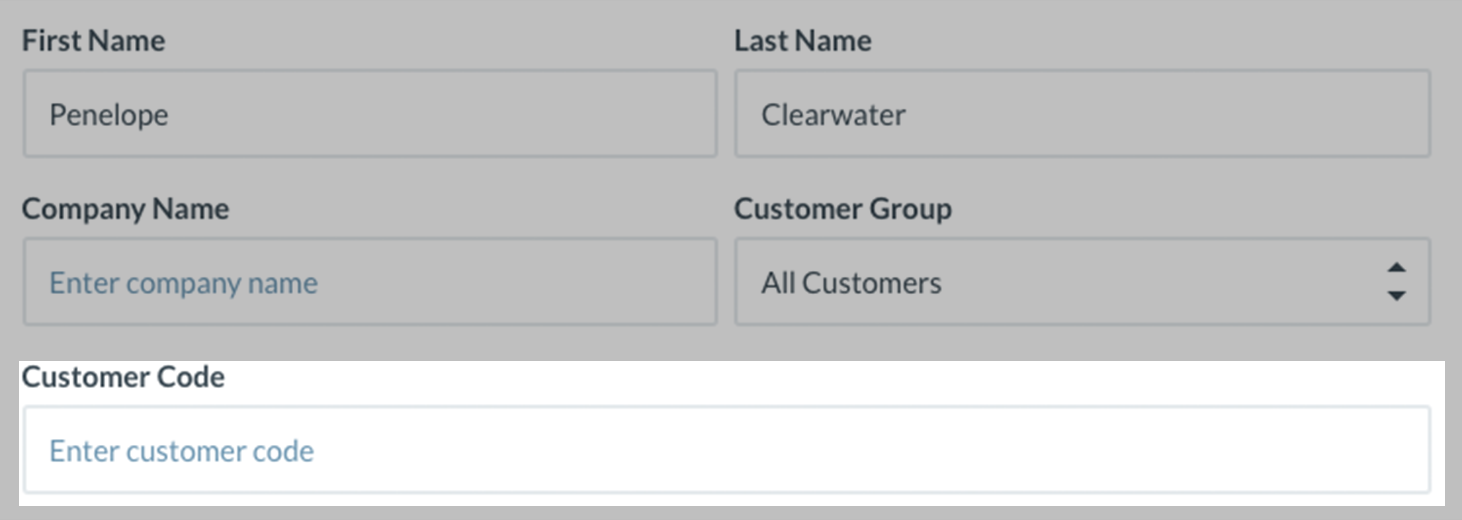 First Name
Last Name
Penelope
Clearwater
Company Name
Customer Group
Enter company name
All Customers
Customer Code
Enter customer code